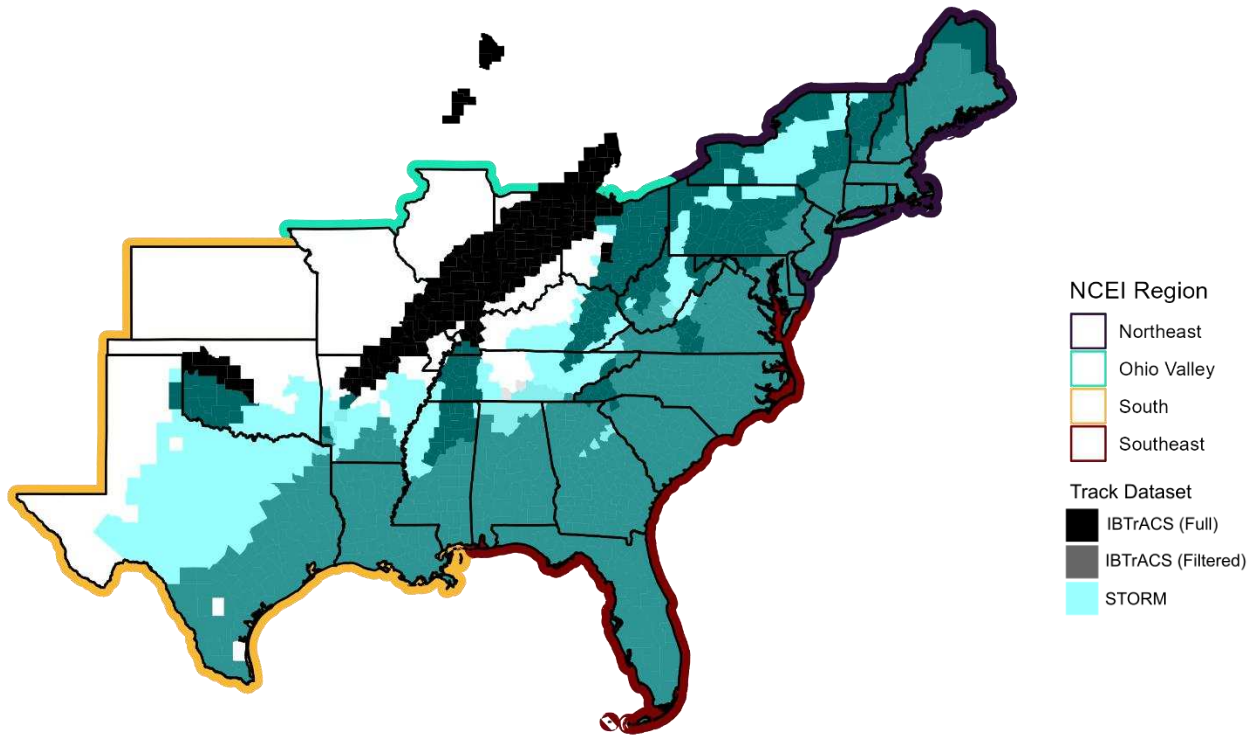 NCEI Region
Northeast
Ohio Valley
South
Southeast
Track Dataset
IBTrACS (Full)
IBTrACS (Filtered)
STORM